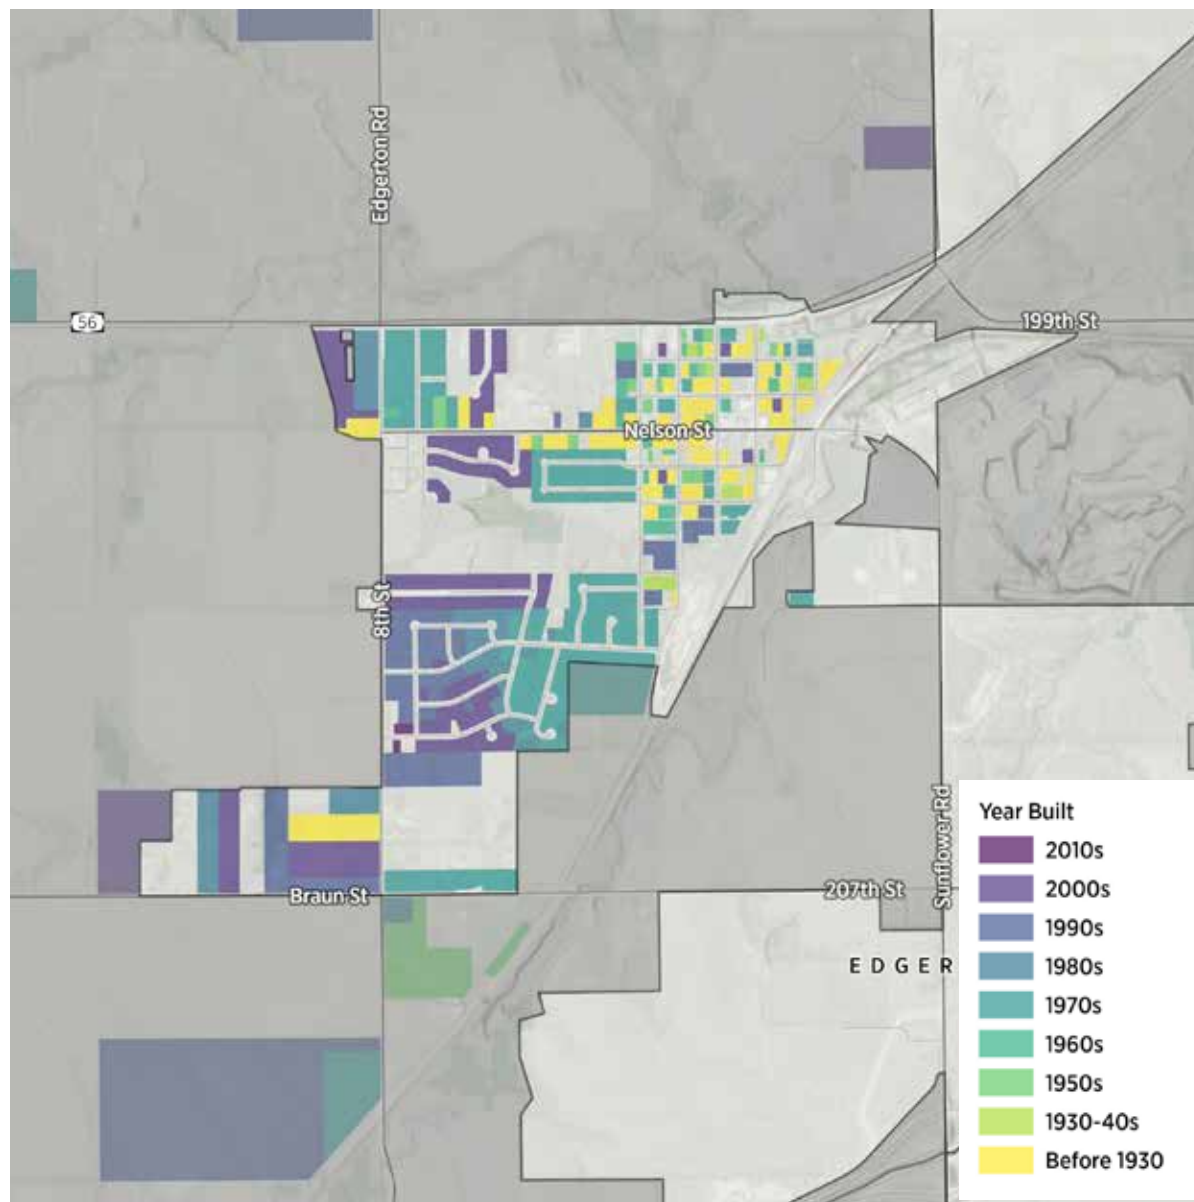 Edgerton Rd
56
199th St
Nelson St
8th St
Braun St
207th St
Sunflower Rd
EDGER
Year Built
2010s
2000s
1990s
1980s
1970s
1960s
1950s
1930-40s
Before 1930